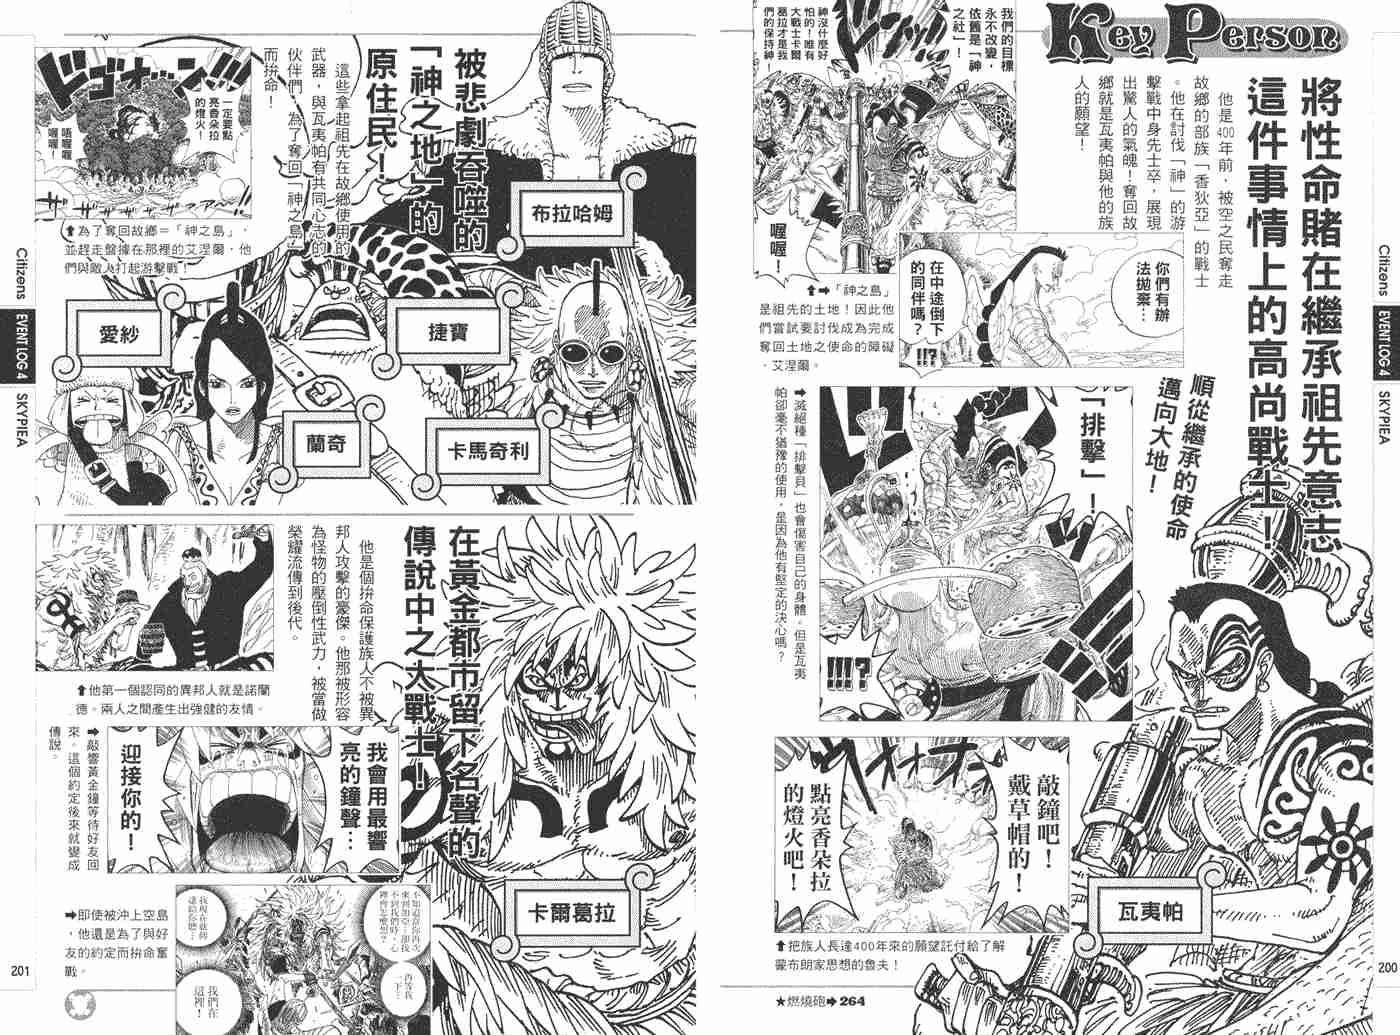 Key Person
將性命賭在繼承祖先意志
這件事情上的高尚戰士！
他是400年前，被空之民奪走
故鄉的部族「香狄亞」的戰士
。他在討伐「神」的游
擊戰中身先士卒，展現
出驚人的氣魄！奪回故
鄉就是瓦夷帕與他的族
人的願望！
我們的目標
永不改變，
依舊是「神
之社」！
神沒什麼好
怕的！唯有
大戰士卡爾
葛拉才是我
們的保持神！
喔喔！
你們有辦
法拋棄…
在中途倒下
的同伴嗎？
!!?
⬆➡「神之島」
是祖先的土地！因此他
們嘗試要討伐成為完成
奪回土地之使命的障礙
．艾涅爾。
順從繼承的使命
邁向大地！
「排擊」！
!!!?
➡滅絕種「排擊貝」也會傷害自己的身體。但是瓦夷
帕卻毫不猶豫的使用，是因為他有堅定的決心嗎？
敲鐘吧！
戴草帽的！
點亮香朵拉
的燈火吧！
⬆把族人長達400年來的願望託付給了解
蒙布朗家思想的魯夫！
瓦夷帕
★燃燒砲➡264
Citizens
EVENT LOG 4
SKYPIEA
200
被悲劇吞噬的
「神之地」的
原住民！
這些拿起祖先在故鄉使用的
武器，與瓦夷帕有共同心志的
伙伴們，為了奪回「神之島」
而拚命！
一定要點
亮香朵拉
的燈火！
唔喔喔
喔喔！
⬆為了奪回故鄉＝「神之島」，
並趕走盤據在那裡的艾涅爾，他
們與敵人打起游擊戰！
布拉哈姆
愛紗
捷寶
蘭奇
卡馬奇利
在黃金都市留下名聲的
傳說中之大戰士！
他是個拚命保護族人不被異
邦人攻擊的豪傑。他那被形容
為怪物的壓倒性武力，被當做
榮耀流傳到後代。
⬆他第一個認同的異邦人就是諾蘭
德。兩人之間產生出強健的友情。
我會用最響
亮的鐘聲…
迎接你的！
➡敲響黃金鐘等待好友回
來。這個約定後來就變成
傳說。
再等我
一下…
我們在
這裡！
➡即使被沖上空島
，他還是為了與好
友的約定而拚命奮
戰。
卡爾葛拉
Citizens
EVENT LOG 4
SKYPIEA
201